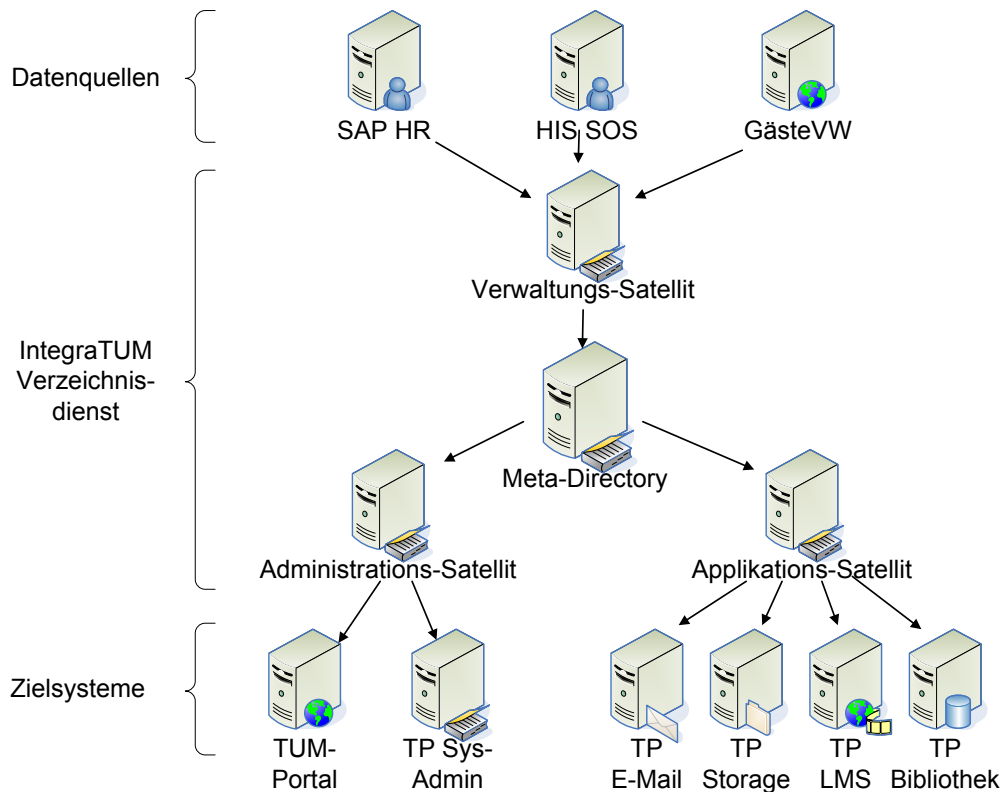 Datenquellen
SAP HR
HIS SOS
GästeVW
Verwaltungs-Satellit
IntegraTUM
Verzeichnis-
dienst
Meta-Directory
Administrations-Satellit
Applikations-Satellit
Zielsysteme
TUM-
Portal
TP Sys-
Admin
TP
E-Mail
TP
Storage
TP
LMS
TP
Bibliothek